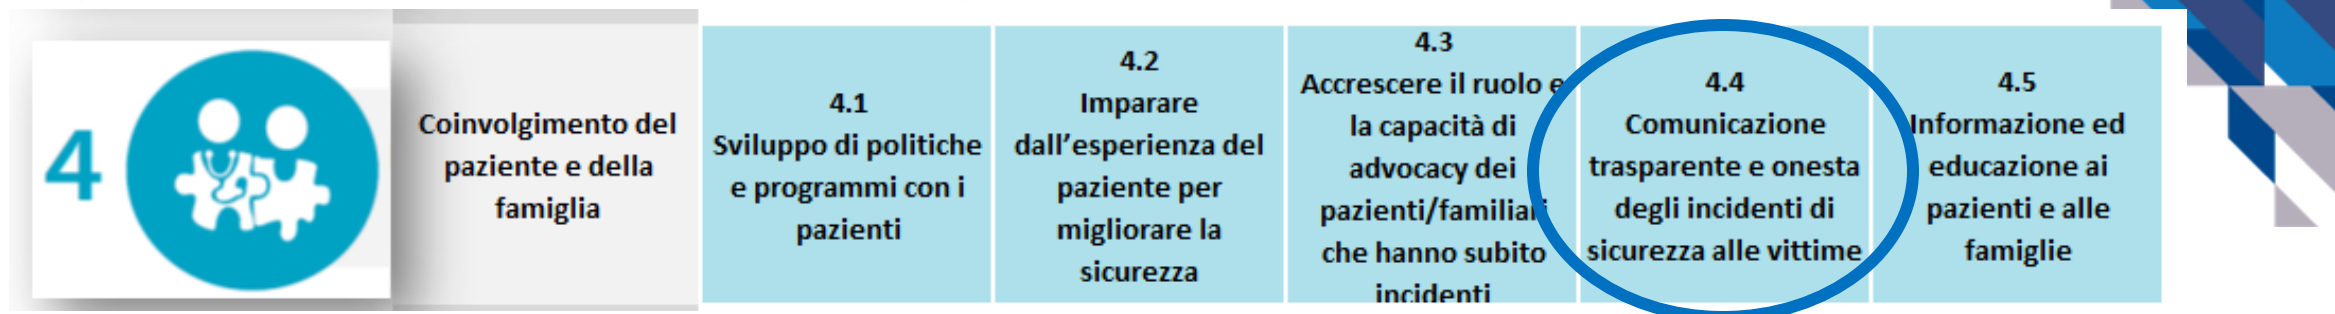 4
Coinvolgimento del
paziente e della
famiglia
4.1
Sviluppo di politiche
e programmi con i
pazienti
4.2
Imparare
dall’esperienza del
paziente per
migliorare la
sicurezza
4.3
Accrescere il ruolo e
la capacità di
advocacy dei
pazienti/familiari
che hanno subito
incidenti
4.4
Comunicazione
trasparente e onesta
degli incidenti di
sicurezza alle vittime
4.5
Informazione ed
educazione ai
pazienti e alle
famiglie